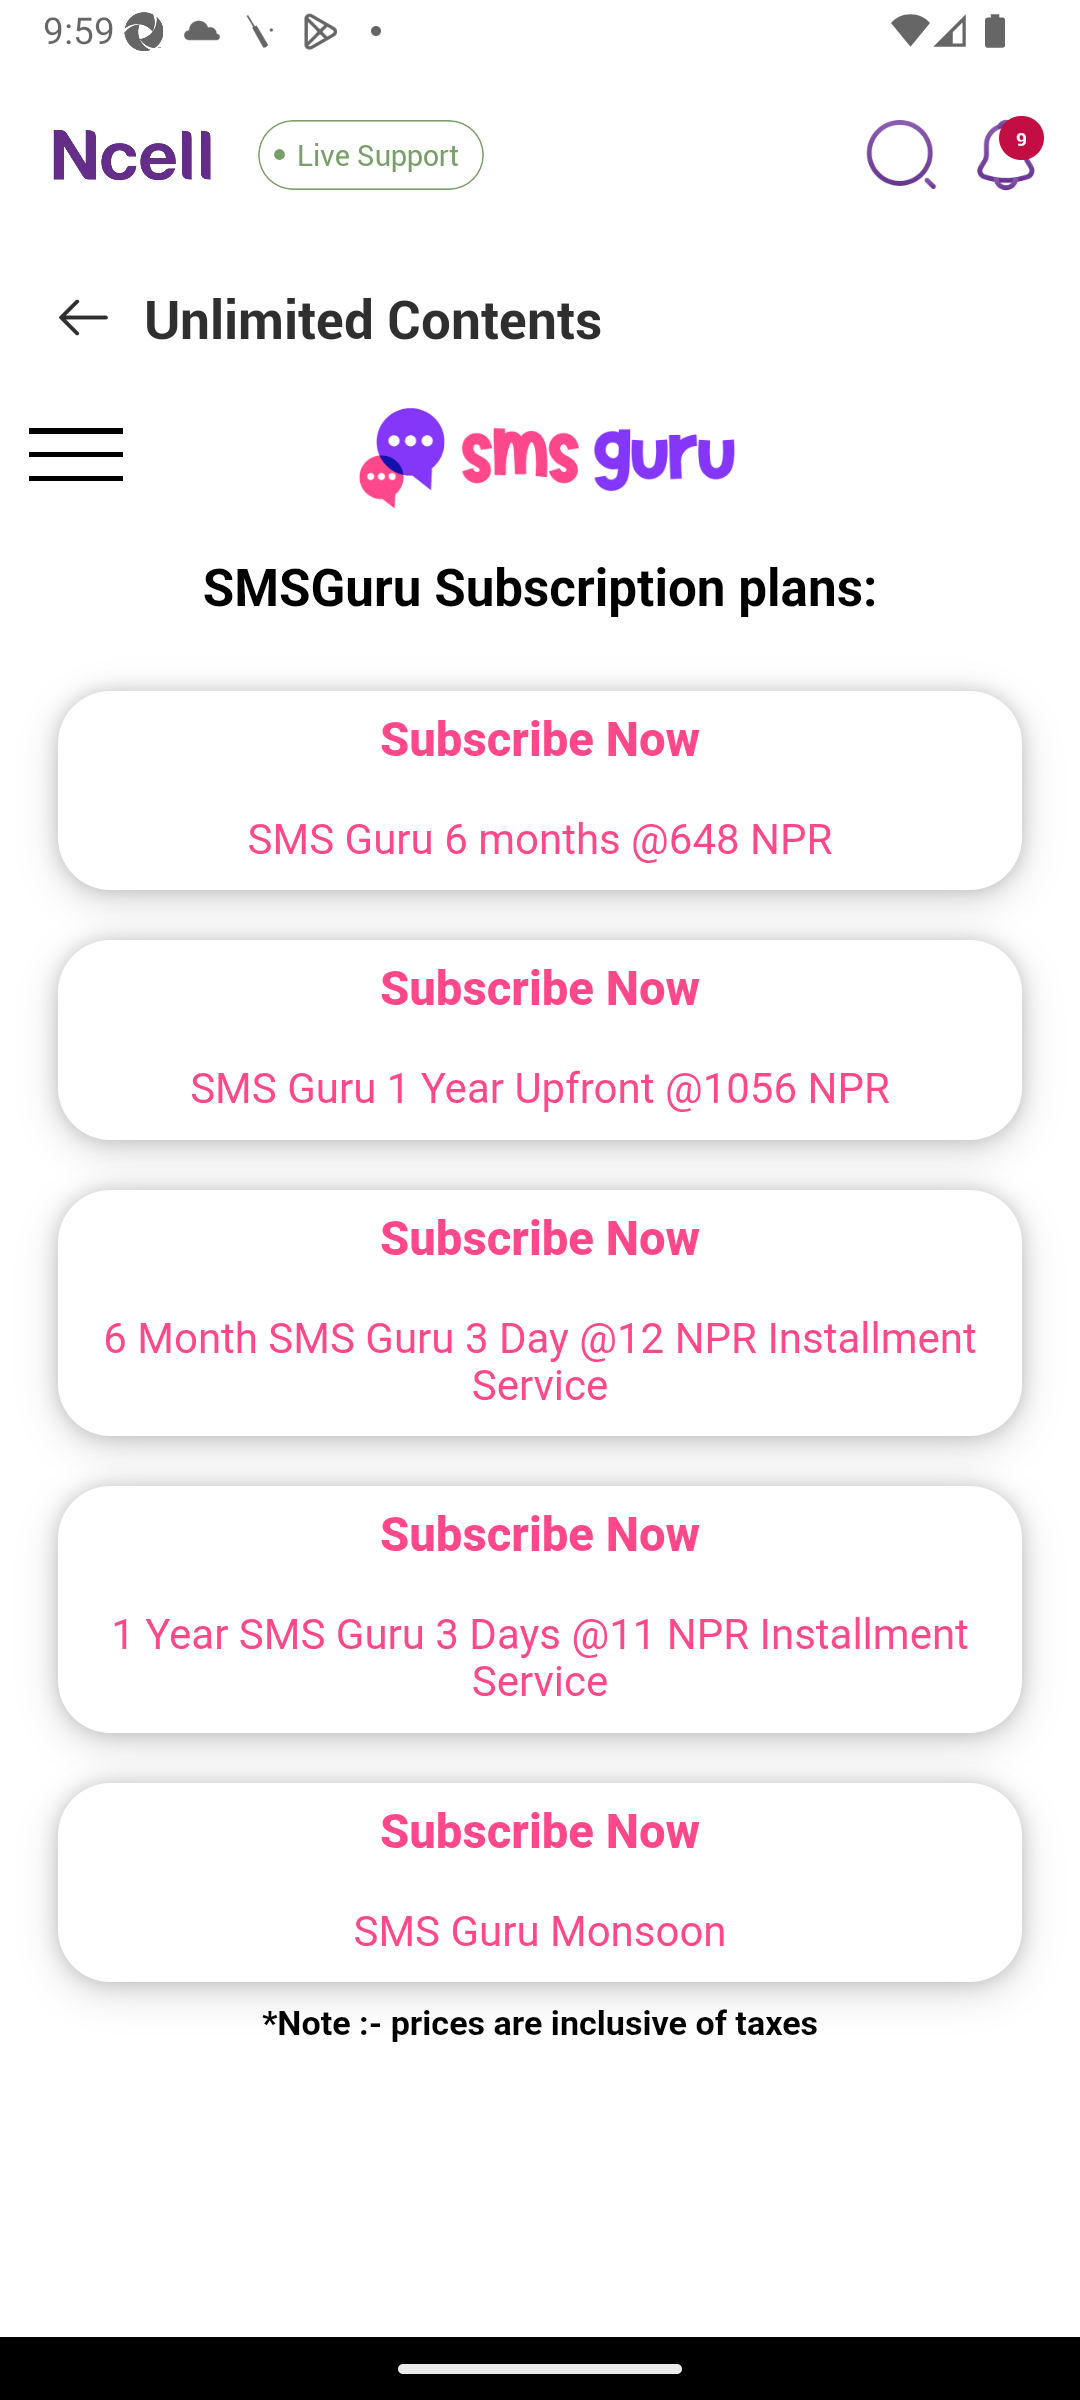 9:59
Ncell
Live Support
9
Unlimited Contents
sms guru
SMSGuru Subscription plans:
Subscribe Now
SMS Guru 6 months @648 NPR
Subscribe Now
SMS Guru 1 Year Upfront @1056 NPR
Subscribe Now
6 Month SMS Guru 3 Day @12 NPR Installment
Service
Subscribe Now
1 Year SMS Guru 3 Days @11 NPR Installment
Service
Subscribe Now
SMS Guru Monsoon
*Note :- prices are inclusive of taxes